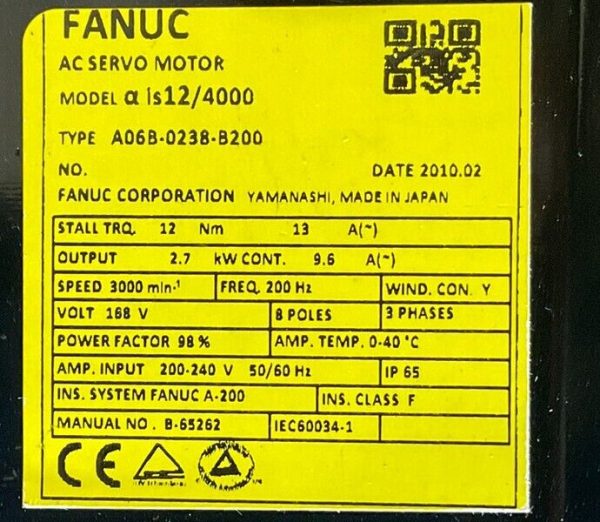 FANUC
AC SERVO MOTOR
MODEL α is12/4000
TYPE A06B-0238-B200
NO. DATE 2010.02
FANUC CORPORATION YAMANASHI, MADE IN JAPAN
STALL TRQ. 12 Nm 13 A(~)
OUTPUT 2.7 kW CONT. 9.6 A(~)
SPEED 3000 min-¹ FREQ. 200 Hz WIND. CON. Y
VOLT 168 V 8 POLES 3 PHASES
POWER FACTOR 98 % AMP. TEMP. 0-40 °C
AMP. INPUT 200-240 V 50/60 Hz IP 65
INS. SYSTEM FANUC A-200 INS. CLASS F
MANUAL NO. B-65262 IEC60034-1
CE